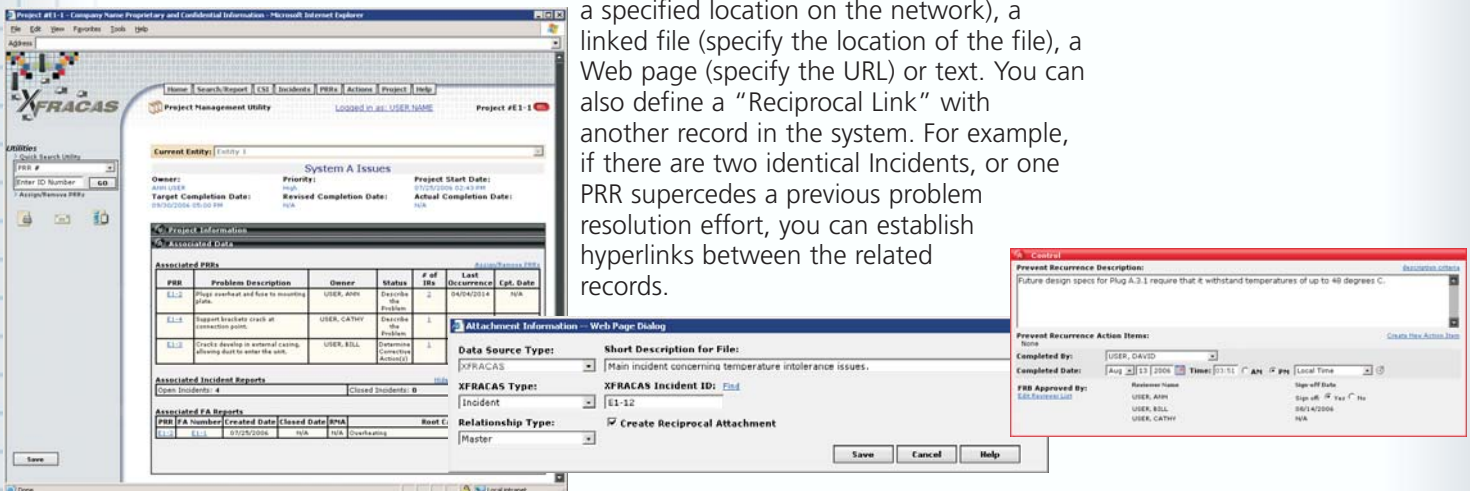 Project #E1-1 - Company Name Proprietary and Confidential Information - Microsoft Internet Explorer
File Edit View Favorites Tools Help
Address
XFRACAS
Home Search/Report CSI Incidents PRRs Actions Project Help
Project Management Utility Logged in as: USER NAME Project #E1-1
Utilities
> Quick Search Utility
PRR #
Enter ID Number GO
> Assign/Remove PRRs
Current Entity: Entity 1
System A Issues
Owner: Priority: Project Start Date:
ANN USER High 07/25/2006 02:43 PM
Target Completion Date: Revised Completion Date: Actual Completion Date:
09/30/2006 05:00 PM N/A N/A
Project Information
Associated Data
Associated PRRs Assign/Remove PRRs
PRR Problem Description Owner Status # of IRs Last Occurrence Cpt. Date
E1-2 Plugs overheat and fuse to mounting plate. USER, ANN Describe the Problem 2 04/04/2014 N/A
E1-4 Support brackets crack at connection point. USER, CATHY Describe the Problem 1
E1-3 Cracks develop in external casing, allowing dust to enter the unit. USER, BILL Determine Corrective Action(s) 1
Associated Incident Reports
Open Incidents: 4 Closed Incidents: 0
Associated FA Reports
PRR FA Number Created Date Closed Date RMA Root
E1-2 E1-1 07/25/2006 N/A N/A Overheating
Save
Done Local intranet
a specified location on the network), a
linked file (specify the location of the file), a
Web page (specify the URL) or text. You can
also define a “Reciprocal Link” with
another record in the system. For example,
if there are two identical Incidents, or one
PRR supercedes a previous problem
resolution effort, you can establish
hyperlinks between the related
records.
Attachment Information -- Web Page Dialog
Data Source Type: Short Description for File:
XFRACAS Main incident concerning temperature intolerance issues.
XFRACAS Type: XFRACAS Incident ID: Find
Incident E1-12
Relationship Type: Create Reciprocal Attachment
Master
Save Cancel Help
Control
Prevent Recurrence Description: description criteria
Future design specs for Plug A.3.1 require that it withstand temperatures of up to 48 degrees C.
Prevent Recurrence Action Items: Create New Action Item
None
Completed By: USER, DAVID
Completed Date: Aug 13 2006 Time: 03:51 AM PM Local Time
FRB Approved By: Reviewer Name Sign-off Date
Edit Reviewer List USER, ANN Sign off: Yes No
USER, BILL 08/14/2006
USER, CATHY N/A